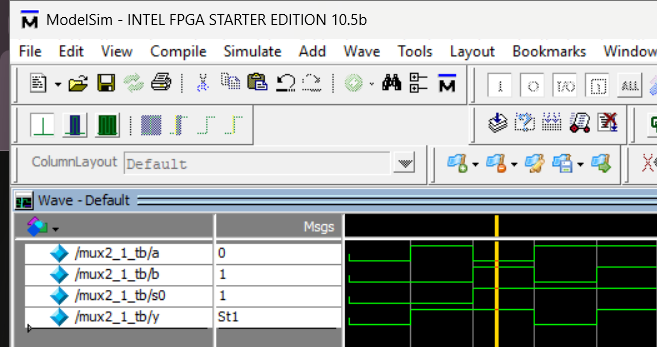 ModelSim - INTEL FPGA STARTER EDITION 10.5b
File Edit View Compile Simulate Add Wave Tools Layout Bookmarks Window
ColumnLayout Default
Wave - Default
Msgs
/mux2_1_tb/a 0
/mux2_1_tb/b 1
/mux2_1_tb/s0 1
/mux2_1_tb/y St1